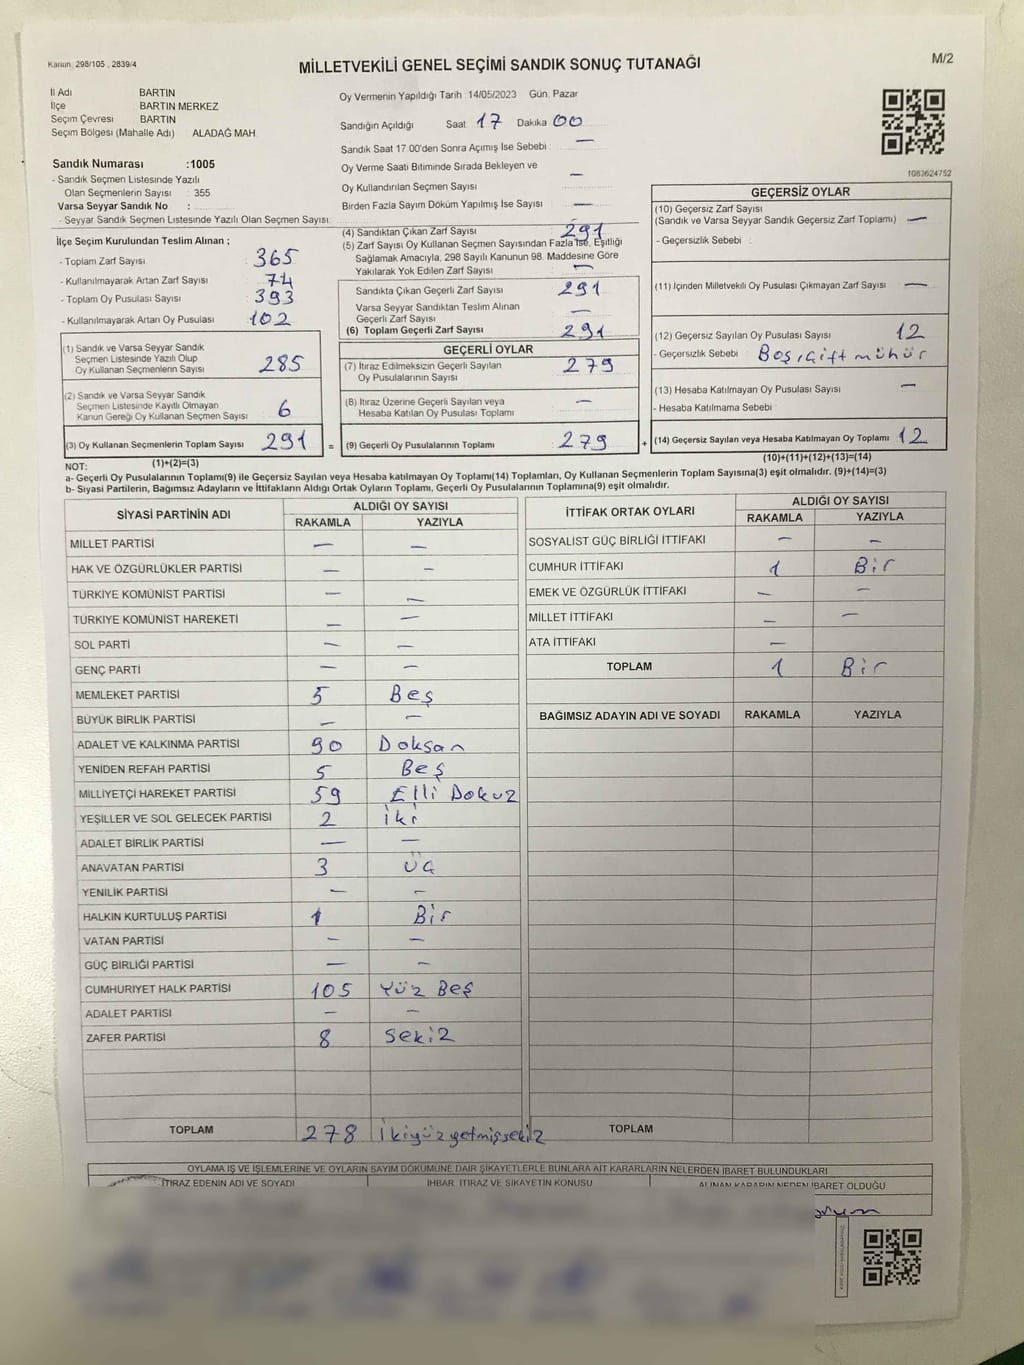 Kanun: 298/105 , 2839/4
MİLLETVEKİLİ GENEL SEÇİMİ SANDIK SONUÇ TUTANAĞI
M/2
İl Adı BARTIN
İlçe BARTIN MERKEZ
Seçim Çevresi BARTIN
Seçim Bölgesi (Mahalle Adı) ALADAĞ MAH.
Sandık Numarası :1005
- Sandık Seçmen Listesinde Yazılı
Olan Seçmenlerin Sayısı : 355
Varsa Seyyar Sandık No :
- Seyyar Sandık Seçmen Listesinde Yazılı Olan Seçmen Sayısı:
Oy Vermenin Yapıldığı Tarih :14/05/2023 Gün: Pazar
Sandığın Açıldığı Saat 17 Dakika 00
Sandık Saat 17.00'den Sonra Açılmış İse Sebebi : —
Oy Verme Saati Bitiminde Sırada Bekleyen ve
Oy Kullandırılan Seçmen Sayısı —
Birden Fazla Sayım Döküm Yapılmış İse Sayısı —
1083624752
İlçe Seçim Kurulundan Teslim Alınan ;
- Toplam Zarf Sayısı : 365
- Kullanılmayarak Artan Zarf Sayısı : 74
- Toplam Oy Pusulası Sayısı : 393
- Kullanılmayarak Artan Oy Pusulası : 102
(1) Sandık ve Varsa Seyyar Sandık
Seçmen Listesinde Yazılı Olup
Oy Kullanan Seçmenlerin Sayısı 285
(2) Sandık ve Varsa Seyyar Sandık
Seçmen Listesinde Kayıtlı Olmayan
Kanun Gereği Oy Kullanan Seçmen Sayısı 6
(3) Oy Kullanan Seçmenlerin Toplam Sayısı 291 =
(1)+(2)=(3)
(4) Sandıktan Çıkan Zarf Sayısı : 291
(5) Zarf Sayısı Oy Kullanan Seçmen Sayısından Fazla İse, Eşitliği
Sağlamak Amacıyla, 298 Sayılı Kanunun 98. Maddesine Göre
Yakılarak Yok Edilen Zarf Sayısı : —
Sandıkta Çıkan Geçerli Zarf Sayısı : 291
Varsa Seyyar Sandıktan Teslim Alınan
Geçerli Zarf Sayısı : —
(6) Toplam Geçerli Zarf Sayısı : 291
GEÇERLİ OYLAR
(7) İtiraz Edilmeksizin Geçerli Sayılan
Oy Pusulalarının Sayısı : 279
(8) İtiraz Üzerine Geçerli Sayılan veya
Hesaba Katılan Oy Pusulası Toplamı : —
(9) Geçerli Oy Pusulalarının Toplamı : 279 +
GEÇERSİZ OYLAR
(10) Geçersiz Zarf Sayısı
(Sandık ve Varsa Seyyar Sandık Geçersiz Zarf Toplamı) : —
- Geçersizlik Sebebi :
(11) İçinden Milletvekili Oy Pusulası Çıkmayan Zarf Sayısı : —
(12) Geçersiz Sayılan Oy Pusulası Sayısı : 12
- Geçersizlik Sebebi : Boş, çift mühür
(13) Hesaba Katılmayan Oy Pusulası Sayısı : —
- Hesaba Katılmama Sebebi :
(14) Geçersiz Sayılan veya Hesaba Katılmayan Oy Toplamı : 12
(10)+(11)+(12)+(13)=(14)
NOT:
a- Geçerli Oy Pusulalarının Toplamı(9) ile Geçersiz Sayılan veya Hesaba katılmayan Oy Toplamı(14) Toplamları, Oy Kullanan Seçmenlerin Toplam Sayısına(3) eşit olmalıdır. (9)+(14)=(3)
b- Siyasi Partilerin, Bağımsız Adayların ve İttifakların Aldığı Ortak Oyların Toplamı, Geçerli Oy Pusulalarının Toplamına(9) eşit olmalıdır.
SİYASİ PARTİNİN ADI ALDIĞI OY SAYISI
RAKAMLA YAZIYLA
MİLLET PARTİSİ — —
HAK VE ÖZGÜRLÜKLER PARTİSİ — —
TÜRKİYE KOMÜNİST PARTİSİ — —
TÜRKİYE KOMÜNİST HAREKETİ — —
SOL PARTİ — —
GENÇ PARTİ — —
MEMLEKET PARTİSİ 5 Beş
BÜYÜK BİRLİK PARTİSİ — —
ADALET VE KALKINMA PARTİSİ 90 Doksan
YENİDEN REFAH PARTİSİ 5 Beş
MİLLİYETÇİ HAREKET PARTİSİ 59 Elli Dokuz
YEŞİLLER VE SOL GELECEK PARTİSİ 2 İki
ADALET BİRLİK PARTİSİ — —
ANAVATAN PARTİSİ 3 Üç
YENİLİK PARTİSİ — —
HALKIN KURTULUŞ PARTİSİ 1 Bir
VATAN PARTİSİ — —
GÜÇ BİRLİĞİ PARTİSİ — —
CUMHURİYET HALK PARTİSİ 105 Yüz Beş
ADALET PARTİSİ — —
ZAFER PARTİSİ 8 Sekiz
TOPLAM 278 İkiyüzyetmişsekiz
İTTİFAK ORTAK OYLARI ALDIĞI OY SAYISI
RAKAMLA YAZIYLA
SOSYALİST GÜÇ BİRLİĞİ İTTİFAKI — —
CUMHUR İTTİFAKI 1 Bir
EMEK VE ÖZGÜRLÜK İTTİFAKI — —
MİLLET İTTİFAKI — —
ATA İTTİFAKI —
TOPLAM 1 Bir
BAĞIMSIZ ADAYIN ADI VE SOYADI RAKAMLA YAZIYLA
TOPLAM
OYLAMA İŞ VE İŞLEMLERİNE VE OYLARIN SAYIM DÖKÜMÜNE DAİR ŞİKAYETLERLE BUNLARA AİT KARARLARIN NELERDEN İBARET BULUNDUKLARI
İTİRAZ EDENİN ADI VE SOYADI İHBAR, İTİRAZ VE ŞİKAYETİN KONUSU ALINAN KARARIN NEDEN İBARET OLDUĞU